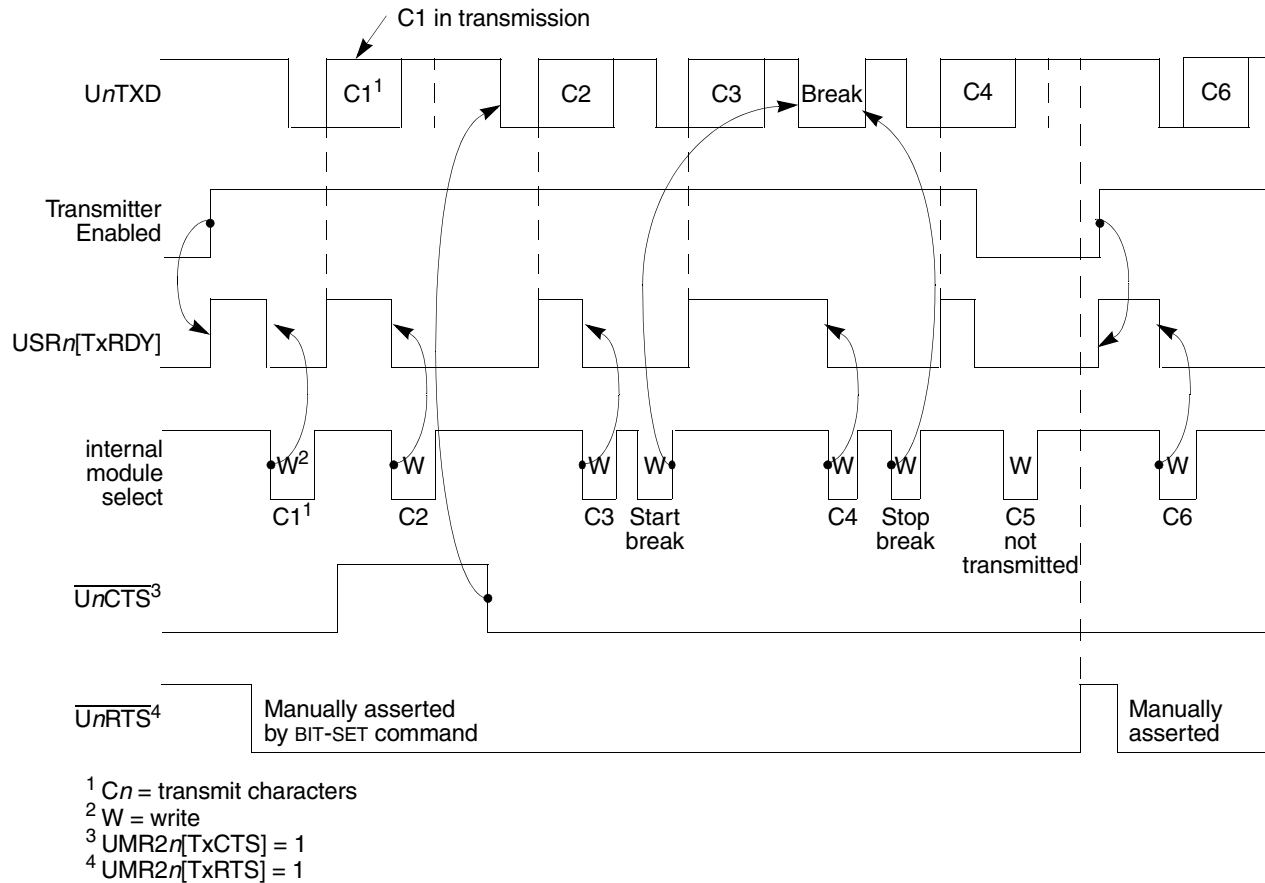 C1 in transmission
UnTXD
C1¹
C2
C3
Break
C4
C6
Transmitter
Enabled
USRn[TxRDY]
internal
module
select
W²
W
W
W
W
W
W
W
C1¹
C2
C3
Start
break
C4
Stop
break
C5
not
transmitted
C6
UnCTS³
UnRTS⁴
Manually asserted
by BIT-SET command
Manually
asserted
¹ Cn = transmit characters
² W = write
³ UMR2n[TxCTS] = 1
⁴ UMR2n[TxRTS] = 1